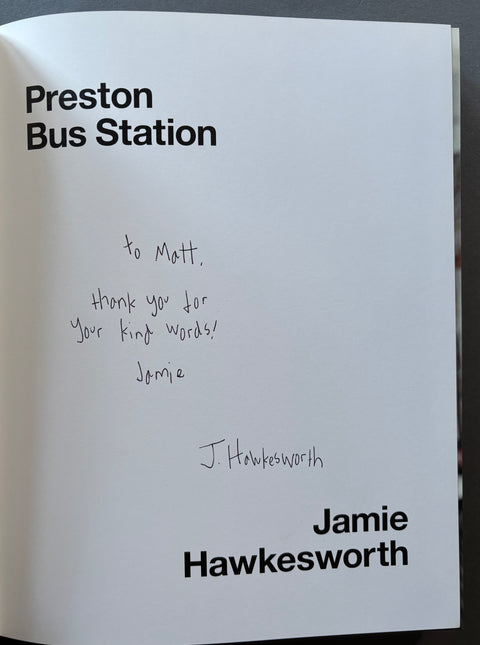 Preston
Bus Station
to Matt,
thank you for
your kind words!
Jamie
J. Hawkesworth
Jamie
Hawkesworth